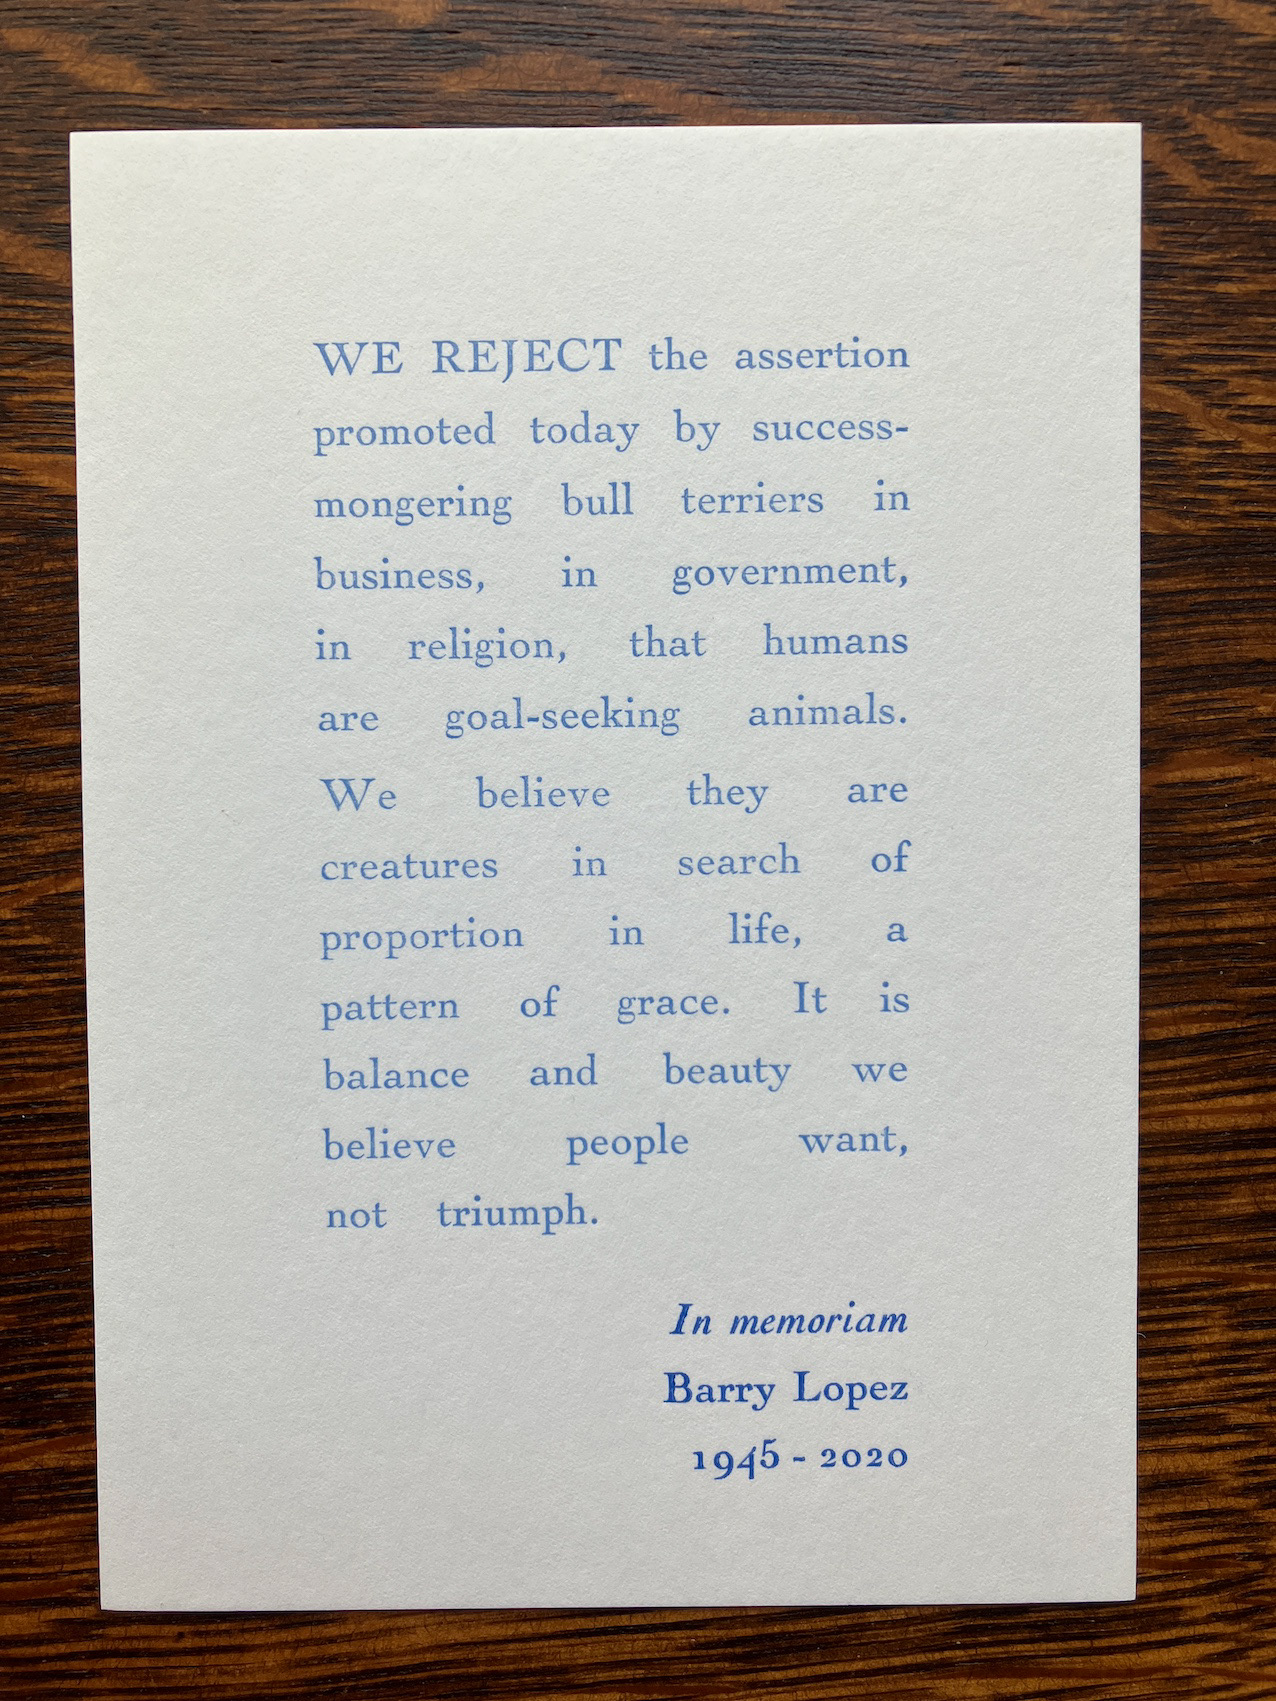 WE REJECT the assertion
promoted today by success-
mongering bull terriers in
business, in government,
in religion, that humans
are goal-seeking animals.
We believe they are
creatures in search of
proportion in life, a
pattern of grace. It is
balance and beauty we
believe people want,
not triumph.
In memoriam
Barry Lopez
1945 - 2020